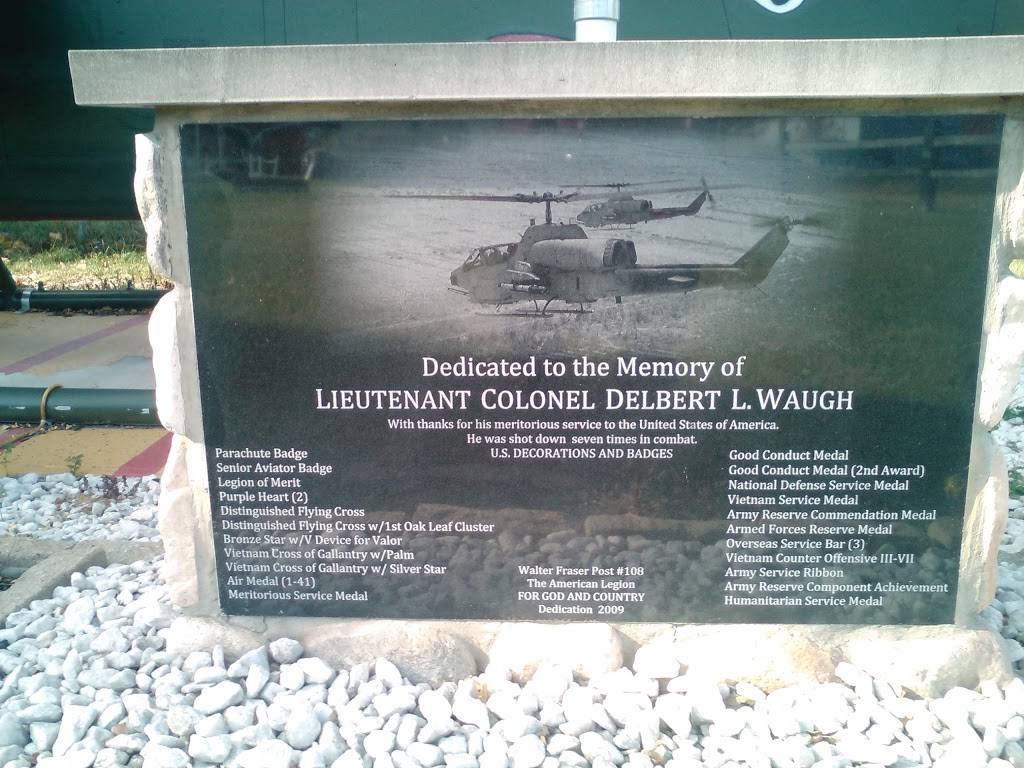 Dedicated to the Memory of
LIEUTENANT COLONEL DELBERT L. WAUGH
With thanks for his meritorious service to the United States of America.
He was shot down seven times in combat.
U.S. DECORATIONS AND BADGES
Parachute Badge
Senior Aviator Badge
Legion of Merit
Purple Heart (2)
Distinguished Flying Cross
Distinguished Flying Cross w/1st Oak Leaf Cluster
Bronze Star w/V Device for Valor
Vietnam Cross of Gallantry w/Palm
Vietnam Cross of Gallantry w/ Silver Star
Air Medal (1-41)
Meritorious Service Medal
Good Conduct Medal
Good Conduct Medal (2nd Award)
National Defense Service Medal
Vietnam Service Medal
Army Reserve Commendation Medal
Armed Forces Reserve Medal
Overseas Service Bar (3)
Vietnam Counter Offensive III-VII
Army Service Ribbon
Army Reserve Component Achievement
Humanitarian Service Medal
Walter Fraser Post #108
The American Legion
FOR GOD AND COUNTRY
Dedication 2009